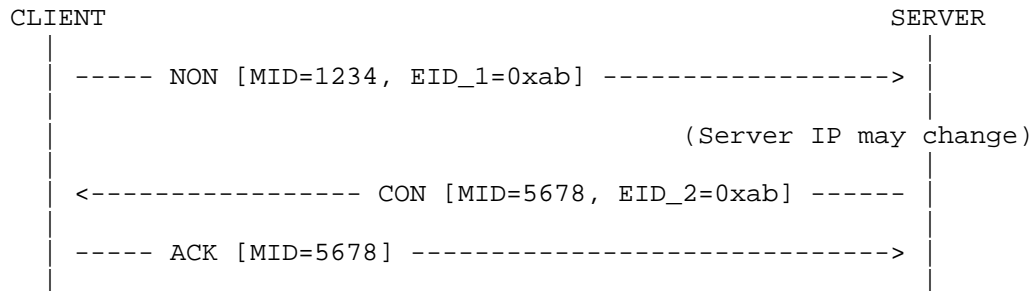 CLIENT SERVER
----- NON [MID=1234, EID_1=0xab] ------------------>
(Server IP may change)
<----------------- CON [MID=5678, EID_2=0xab] ------
----- ACK [MID=5678] ------------------------------>